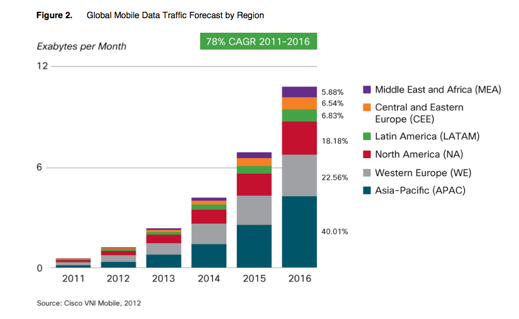 Figure 2. Global Mobile Data Traffic Forecast by Region
Exabytes per Month
78% CAGR 2011–2016
12
6
0
5.88%
6.54%
6.83%
18.18%
22.56%
40.01%
Middle East and Africa (MEA)
Central and Eastern
Europe (CEE)
Latin America (LATAM)
North America (NA)
Western Europe (WE)
Asia-Pacific (APAC)
2011 2012 2013 2014 2015 2016
Source: Cisco VNI Mobile, 2012